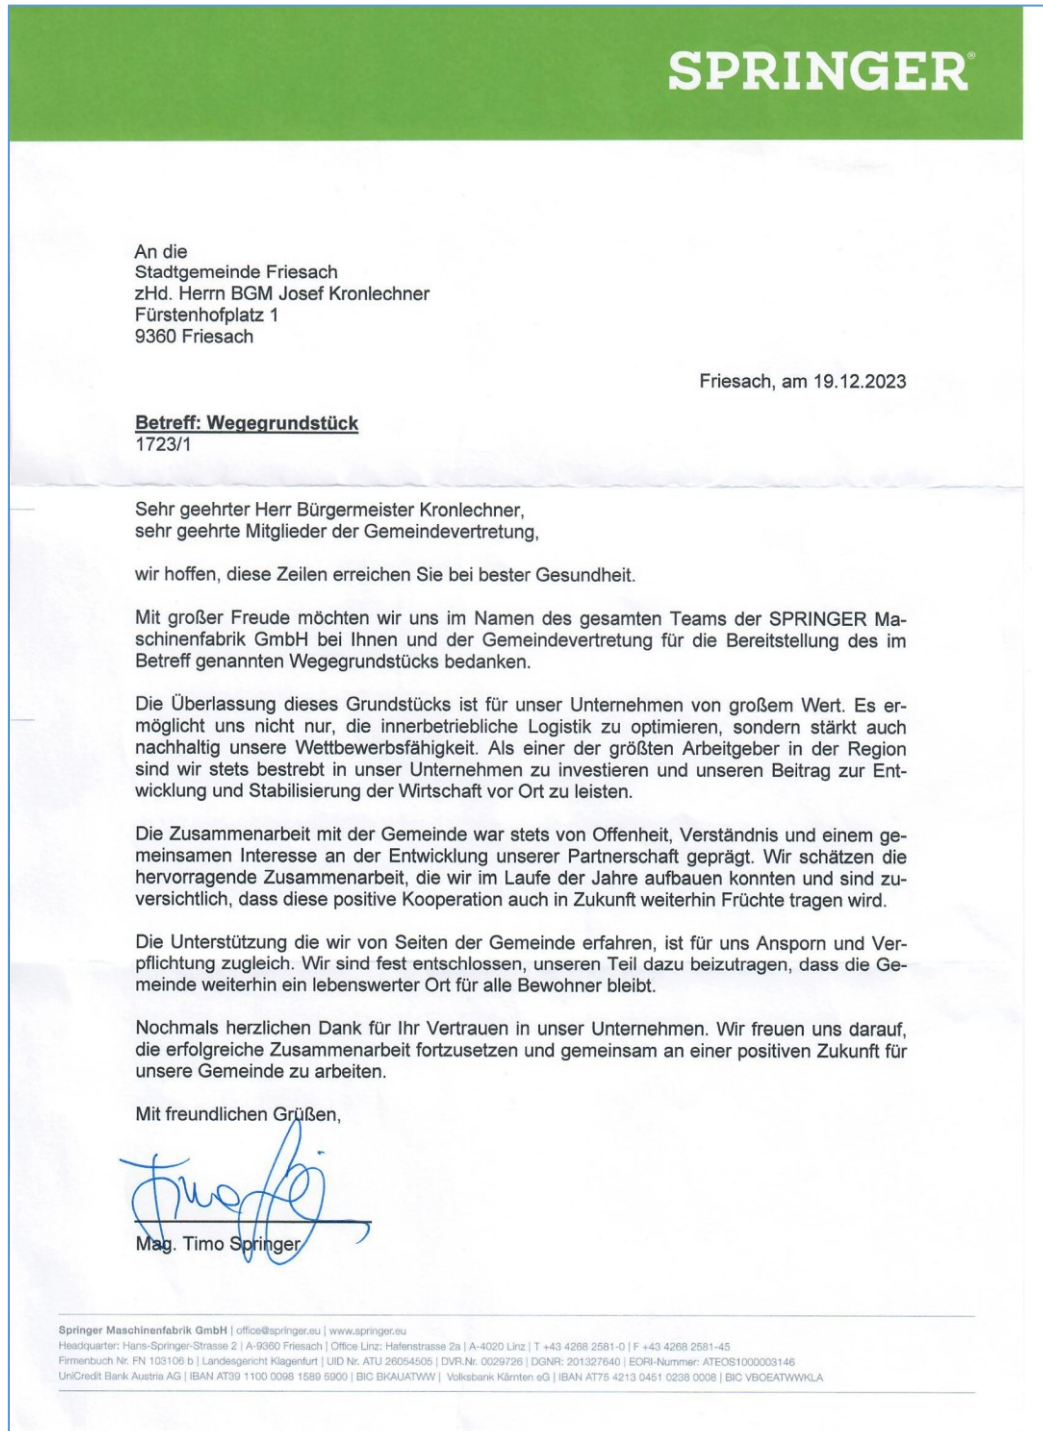 SPRINGER®
An die
Stadtgemeinde Friesach
zHd. Herrn BGM Josef Kronlechner
Fürstenhofplatz 1
9360 Friesach
Friesach, am 19.12.2023
Betreff: Wegegrundstück
1723/1
Sehr geehrter Herr Bürgermeister Kronlechner,
sehr geehrte Mitglieder der Gemeindevertretung,
wir hoffen, diese Zeilen erreichen Sie bei bester Gesundheit.
Mit großer Freude möchten wir uns im Namen des gesamten Teams der SPRINGER Ma-
schinenfabrik GmbH bei Ihnen und der Gemeindevertretung für die Bereitstellung des im
Betreff genannten Wegegrundstücks bedanken.
Die Überlassung dieses Grundstücks ist für unser Unternehmen von großem Wert. Es er-
möglicht uns nicht nur, die innerbetriebliche Logistik zu optimieren, sondern stärkt auch
nachhaltig unsere Wettbewerbsfähigkeit. Als einer der größten Arbeitgeber in der Region
sind wir stets bestrebt in unser Unternehmen zu investieren und unseren Beitrag zur Ent-
wicklung und Stabilisierung der Wirtschaft vor Ort zu leisten.
Die Zusammenarbeit mit der Gemeinde war stets von Offenheit, Verständnis und einem ge-
meinsamen Interesse an der Entwicklung unserer Partnerschaft geprägt. Wir schätzen die
hervorragende Zusammenarbeit, die wir im Laufe der Jahre aufbauen konnten und sind zu-
versichtlich, dass diese positive Kooperation auch in Zukunft weiterhin Früchte tragen wird.
Die Unterstützung die wir von Seiten der Gemeinde erfahren, ist für uns Ansporn und Ver-
pflichtung zugleich. Wir sind fest entschlossen, unseren Teil dazu beizutragen, dass die Ge-
meinde weiterhin ein lebenswerter Ort für alle Bewohner bleibt.
Nochmals herzlichen Dank für Ihr Vertrauen in unser Unternehmen. Wir freuen uns darauf,
die erfolgreiche Zusammenarbeit fortzusetzen und gemeinsam an einer positiven Zukunft für
unsere Gemeinde zu arbeiten.
Mit freundlichen Grüßen,
Mag. Timo Springer
Springer Maschinenfabrik GmbH | office@springer.eu | www.springer.eu
Headquarter: Hans-Springer-Strasse 2 | A-9360 Friesach | Office Linz: Hafenstrasse 2a | A-4020 Linz | T +43 4268 2581-0 | F +43 4268 2581-45
Firmenbuch Nr. FN 103106 b | Landesgericht Klagenfurt | UID Nr. ATU 26054505 | DVR.Nr. 0029726 | DGNR: 201327640 | EORI-Nummer: ATEOS1000003146
UniCredit Bank Austria AG | IBAN AT39 1100 0098 1589 5900 | BIC BKAUATWW | Volksbank Kärnten eG | IBAN AT75 4213 0451 0238 0008 | BIC VBOEATWWKLA